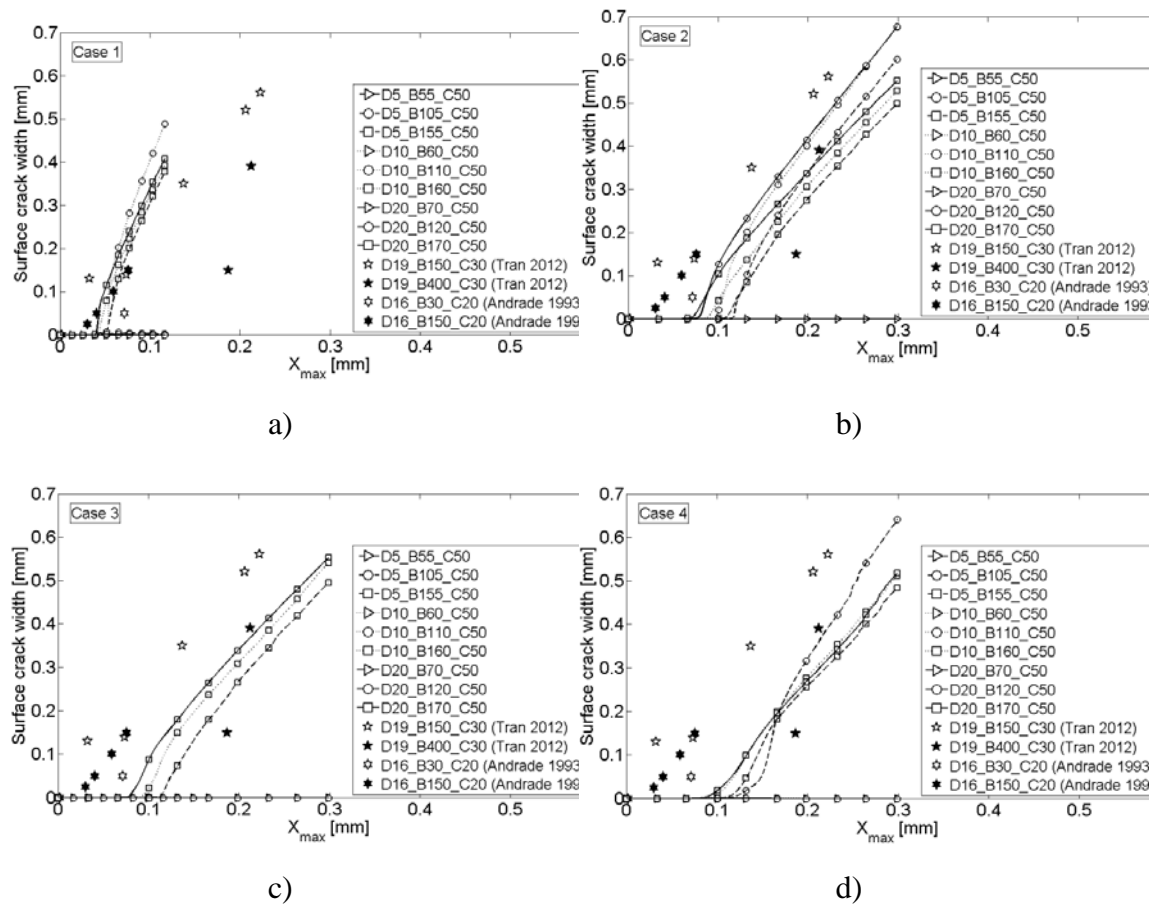 Case 1
Surface crack width [mm]
0.7
0.6
0.5
0.4
0.3
0.2
0.1
0
0 0.1 0.2 0.3 0.4 0.5
X_max [mm]
D5_B55_C50
D5_B105_C50
D5_B155_C50
D10_B60_C50
D10_B110_C50
D10_B160_C50
D20_B70_C50
D20_B120_C50
D20_B170_C50
D19_B150_C30 (Tran 2012)
D19_B400_C30 (Tran 2012)
D16_B30_C20 (Andrade 1993
D16_B150_C20 (Andrade 199
a)
Case 2
Surface crack width [mm]
0.7
0.6
0.5
0.4
0.3
0.2
0.1
0
0 0.1 0.2 0.3 0.4 0.5
X_max [mm]
D5_B55_C50
D5_B105_C50
D5_B155_C50
D10_B60_C50
D10_B110_C50
D10_B160_C50
D20_B70_C50
D20_B120_C50
D20_B170_C50
D19_B150_C30 (Tran 2012)
D19_B400_C30 (Tran 2012)
D16_B30_C20 (Andrade 1993)
D16_B150_C20 (Andrade 199
b)
Case 3
Surface crack width [mm]
0.7
0.6
0.5
0.4
0.3
0.2
0.1
0
0 0.1 0.2 0.3 0.4 0.5
X_max [mm]
D5_B55_C50
D5_B105_C50
D5_B155_C50
D10_B60_C50
D10_B110_C50
D10_B160_C50
D20_B70_C50
D20_B120_C50
D20_B170_C50
D19_B150_C30 (Tran 2012)
D19_B400_C30 (Tran 2012)
D16_B30_C20 (Andrade 1993
D16_B150_C20 (Andrade 199
c)
Case 4
Surface crack width [mm]
0.7
0.6
0.5
0.4
0.3
0.2
0.1
0
0 0.1 0.2 0.3 0.4 0.5
X_max [mm]
D5_B55_C50
D5_B105_C50
D5_B155_C50
D10_B60_C50
D10_B110_C50
D10_B160_C50
D20_B70_C50
D20_B120_C50
D20_B170_C50
D19_B150_C30 (Tran 2012)
D19_B400_C30 (Tran 2012)
D16_B30_C20 (Andrade 1993
D16_B150_C20 (Andrade 199
d)